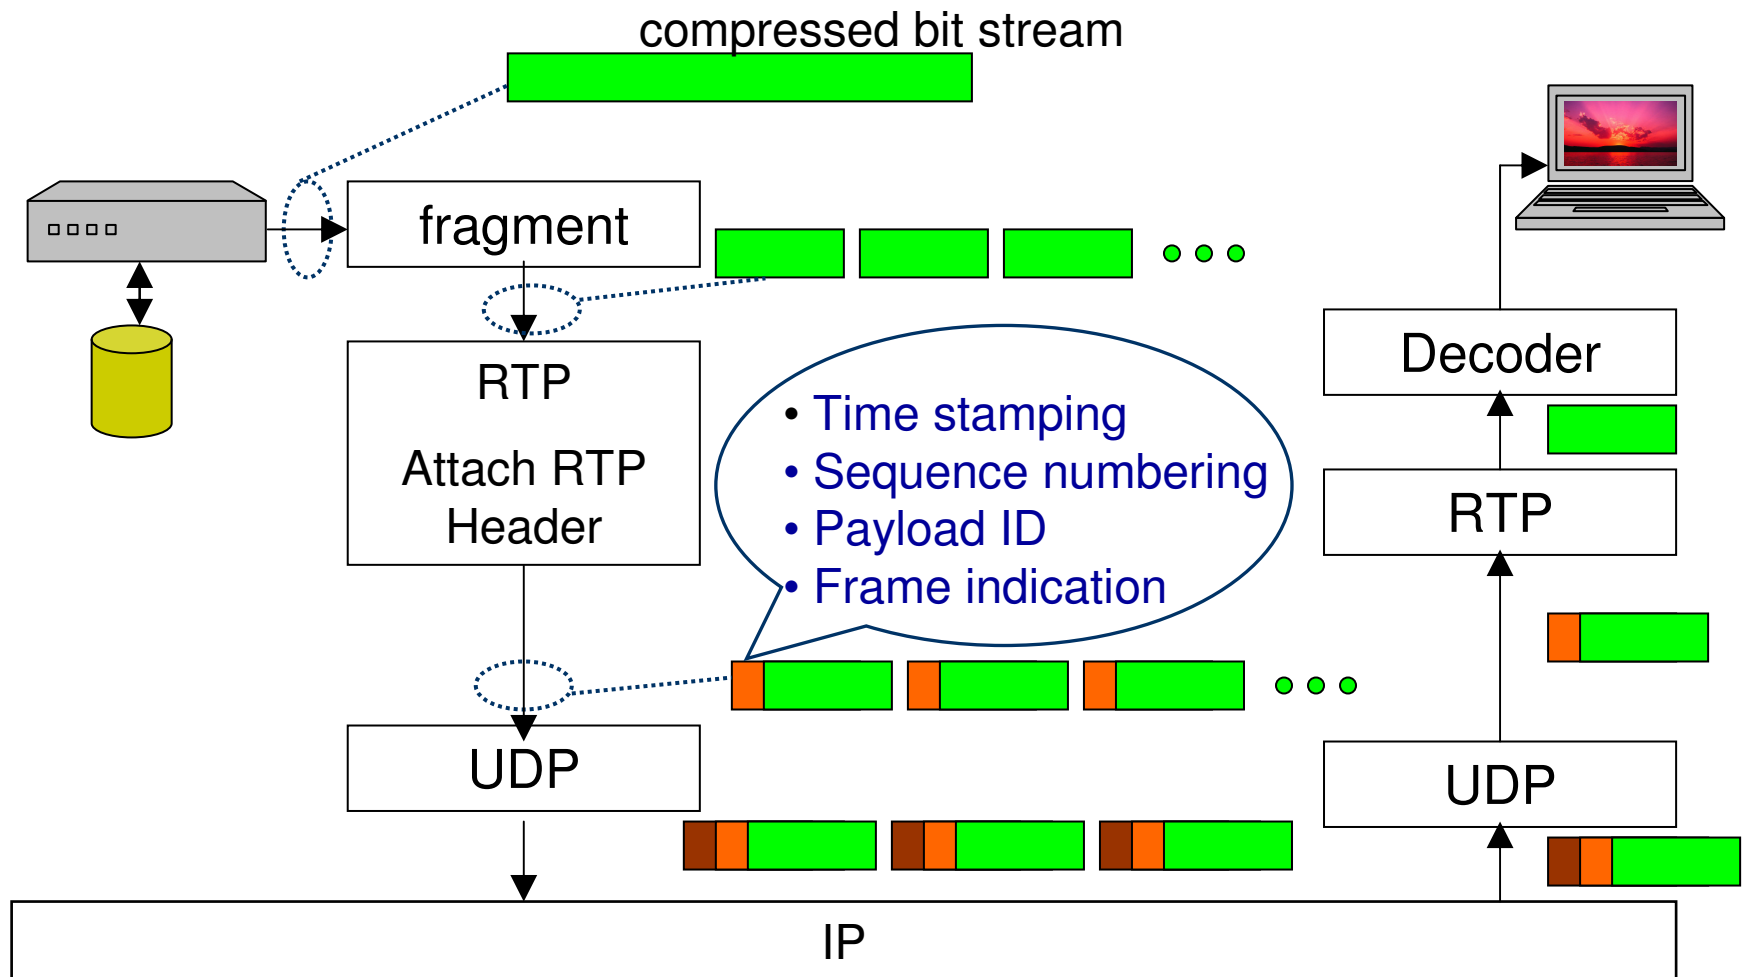 compressed bit stream
fragment
RTP
Attach RTP
Header
• Time stamping
• Sequence numbering
• Payload ID
• Frame indication
UDP
Decoder
RTP
UDP
IP